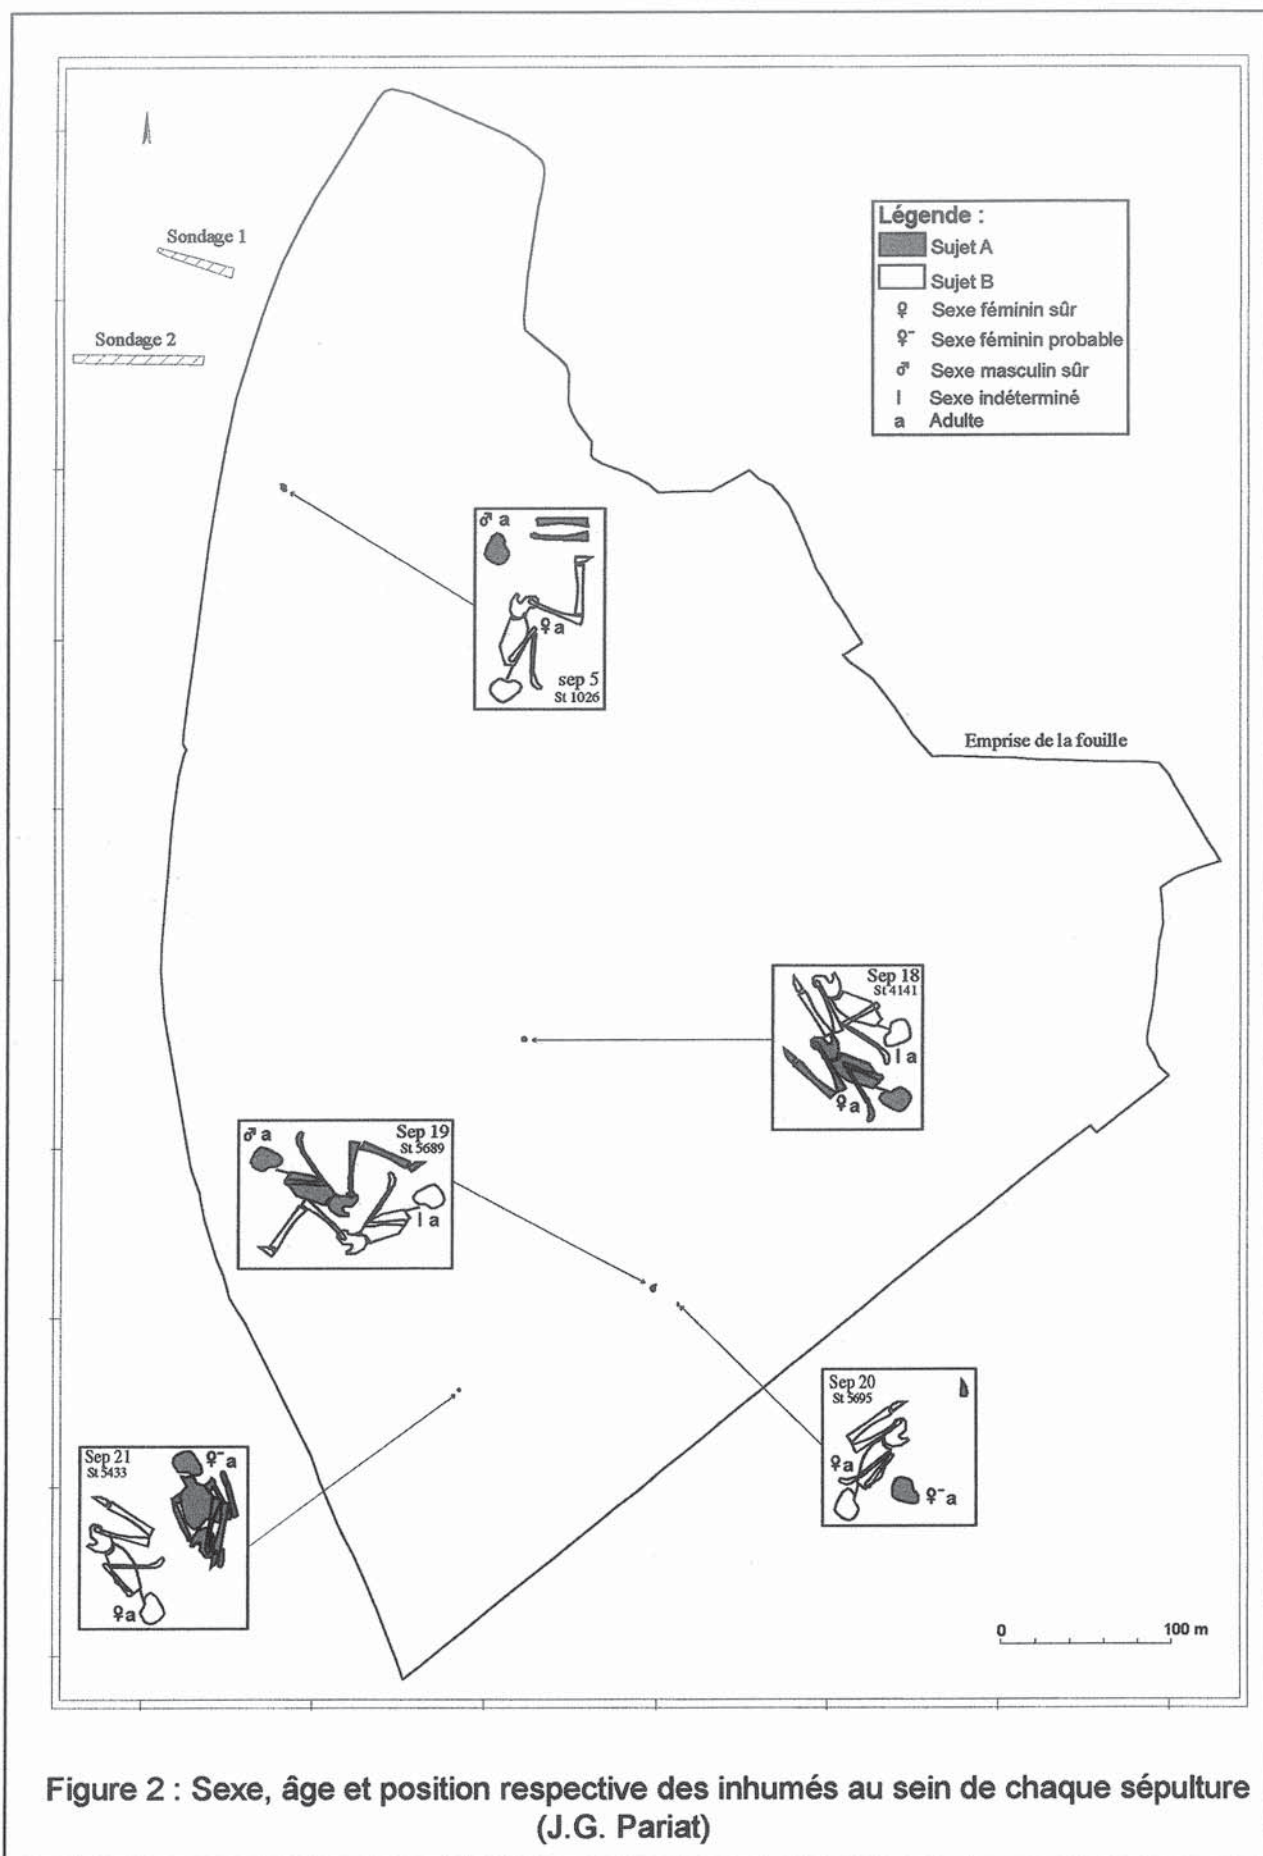 Sondage 1
Sondage 2
Légende :
Sujet A
Sujet B
♀ Sexe féminin sûr
♀- Sexe féminin probable
♂ Sexe masculin sûr
I Sexe indéterminé
a Adulte
♂ a
♀ a
sep 5
St 1026
Emprise de la fouille
Sep 18
St 4141
I a
♀ a
♂ a
Sep 19
St 5689
I a
Sep 20
St 5695
♀ a
♀- a
Sep 21
St 5433
♀- a
♀ a
0 100 m
Figure 2 : Sexe, âge et position respective des inhumés au sein de chaque sépulture
(J.G. Pariat)